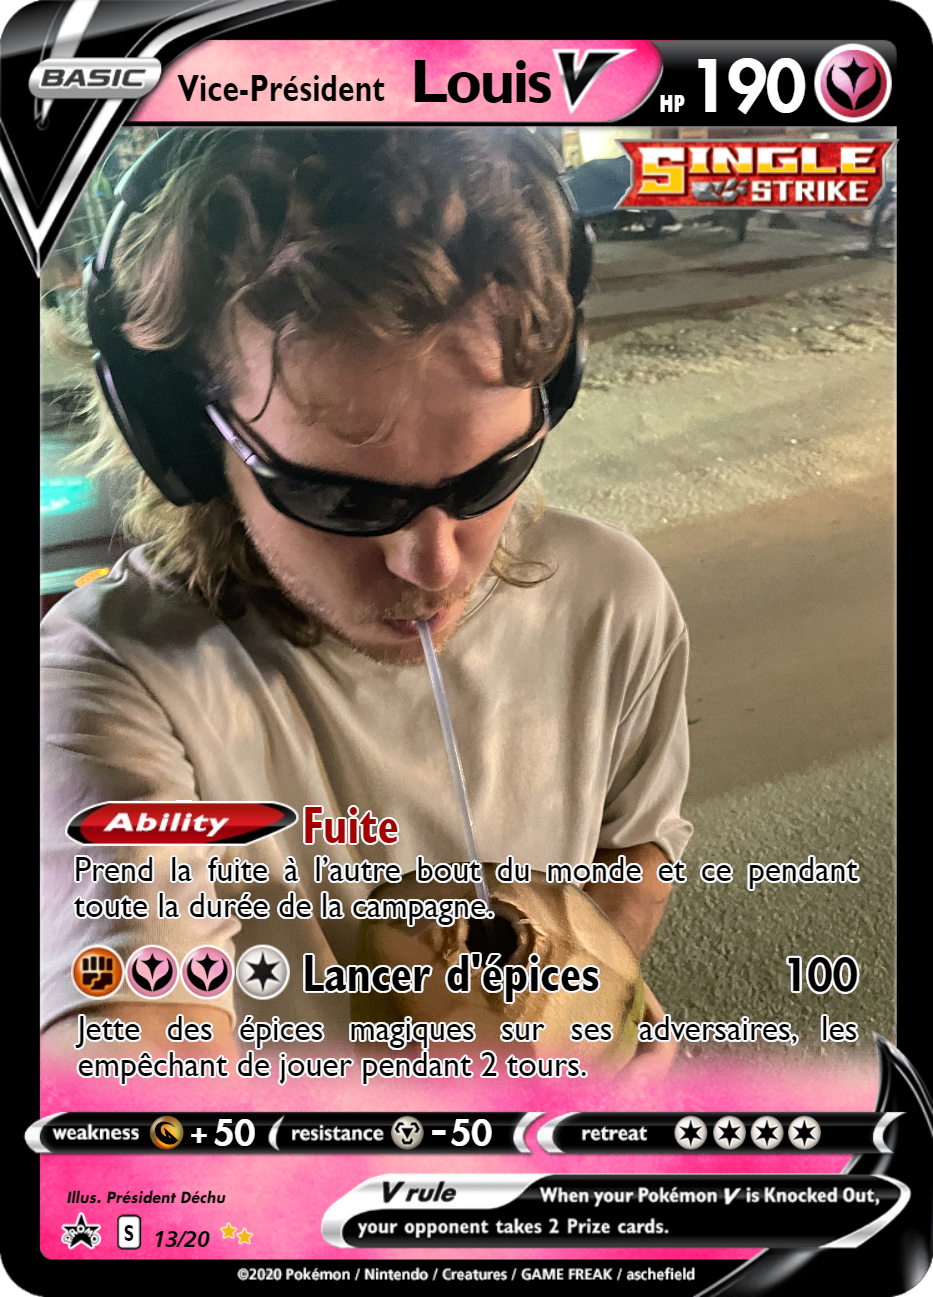 BASIC
Vice-Président LouisV HP 190
SINGLE
STRIKE
Ability Fuite
Prend la fuite à l'autre bout du monde et ce pendant
toute la durée de la campagne.
Lancer d'épices 100
Jette des épices magiques sur ses adversaires, les
empêchant de jouer pendant 2 tours.
weakness +50 resistance -50 retreat
Illus. Président Déchu
V rule When your Pokémon V is Knocked Out,
your opponent takes 2 Prize cards.
PROMO S 13/20
©2020 Pokémon / Nintendo / Creatures / GAME FREAK / aschefield